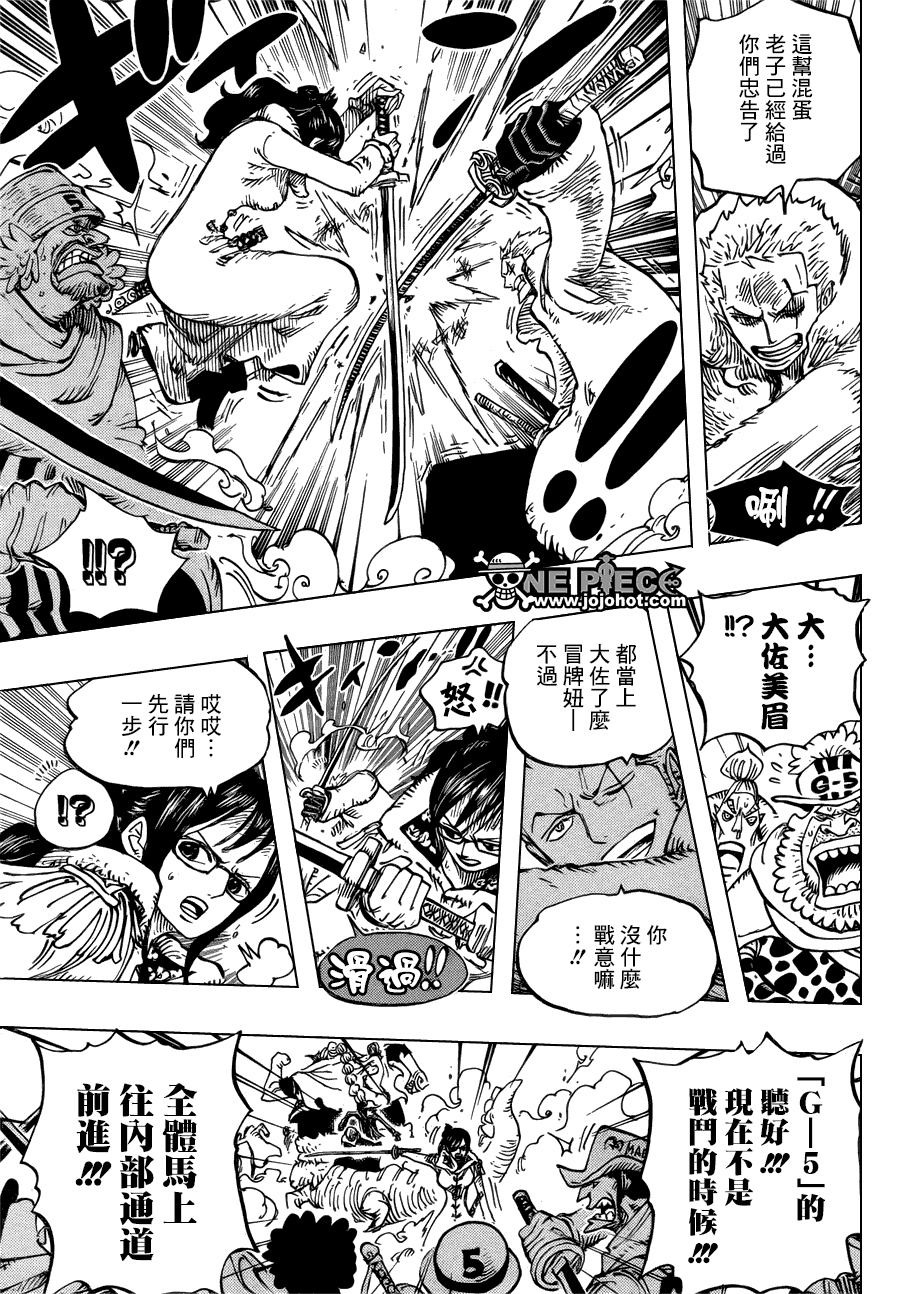 這幫混蛋
老子已經給過
你們忠告了
唰!!
5
!!?
ONE PIECE
www.jojohot.com
大…
大佐美眉
!!?
G-5
都當上
大佐了麼
冒牌妞—
不過
你
沒什麼
戰意嘛
…!!
怒!!
滑過!!
哎哎…
請你們
先行
一步!!
!?
「G—5」的
聽好!!!
現在不是
戰鬥的時候!!!
5
全體馬上
往內部通道
前進!!!